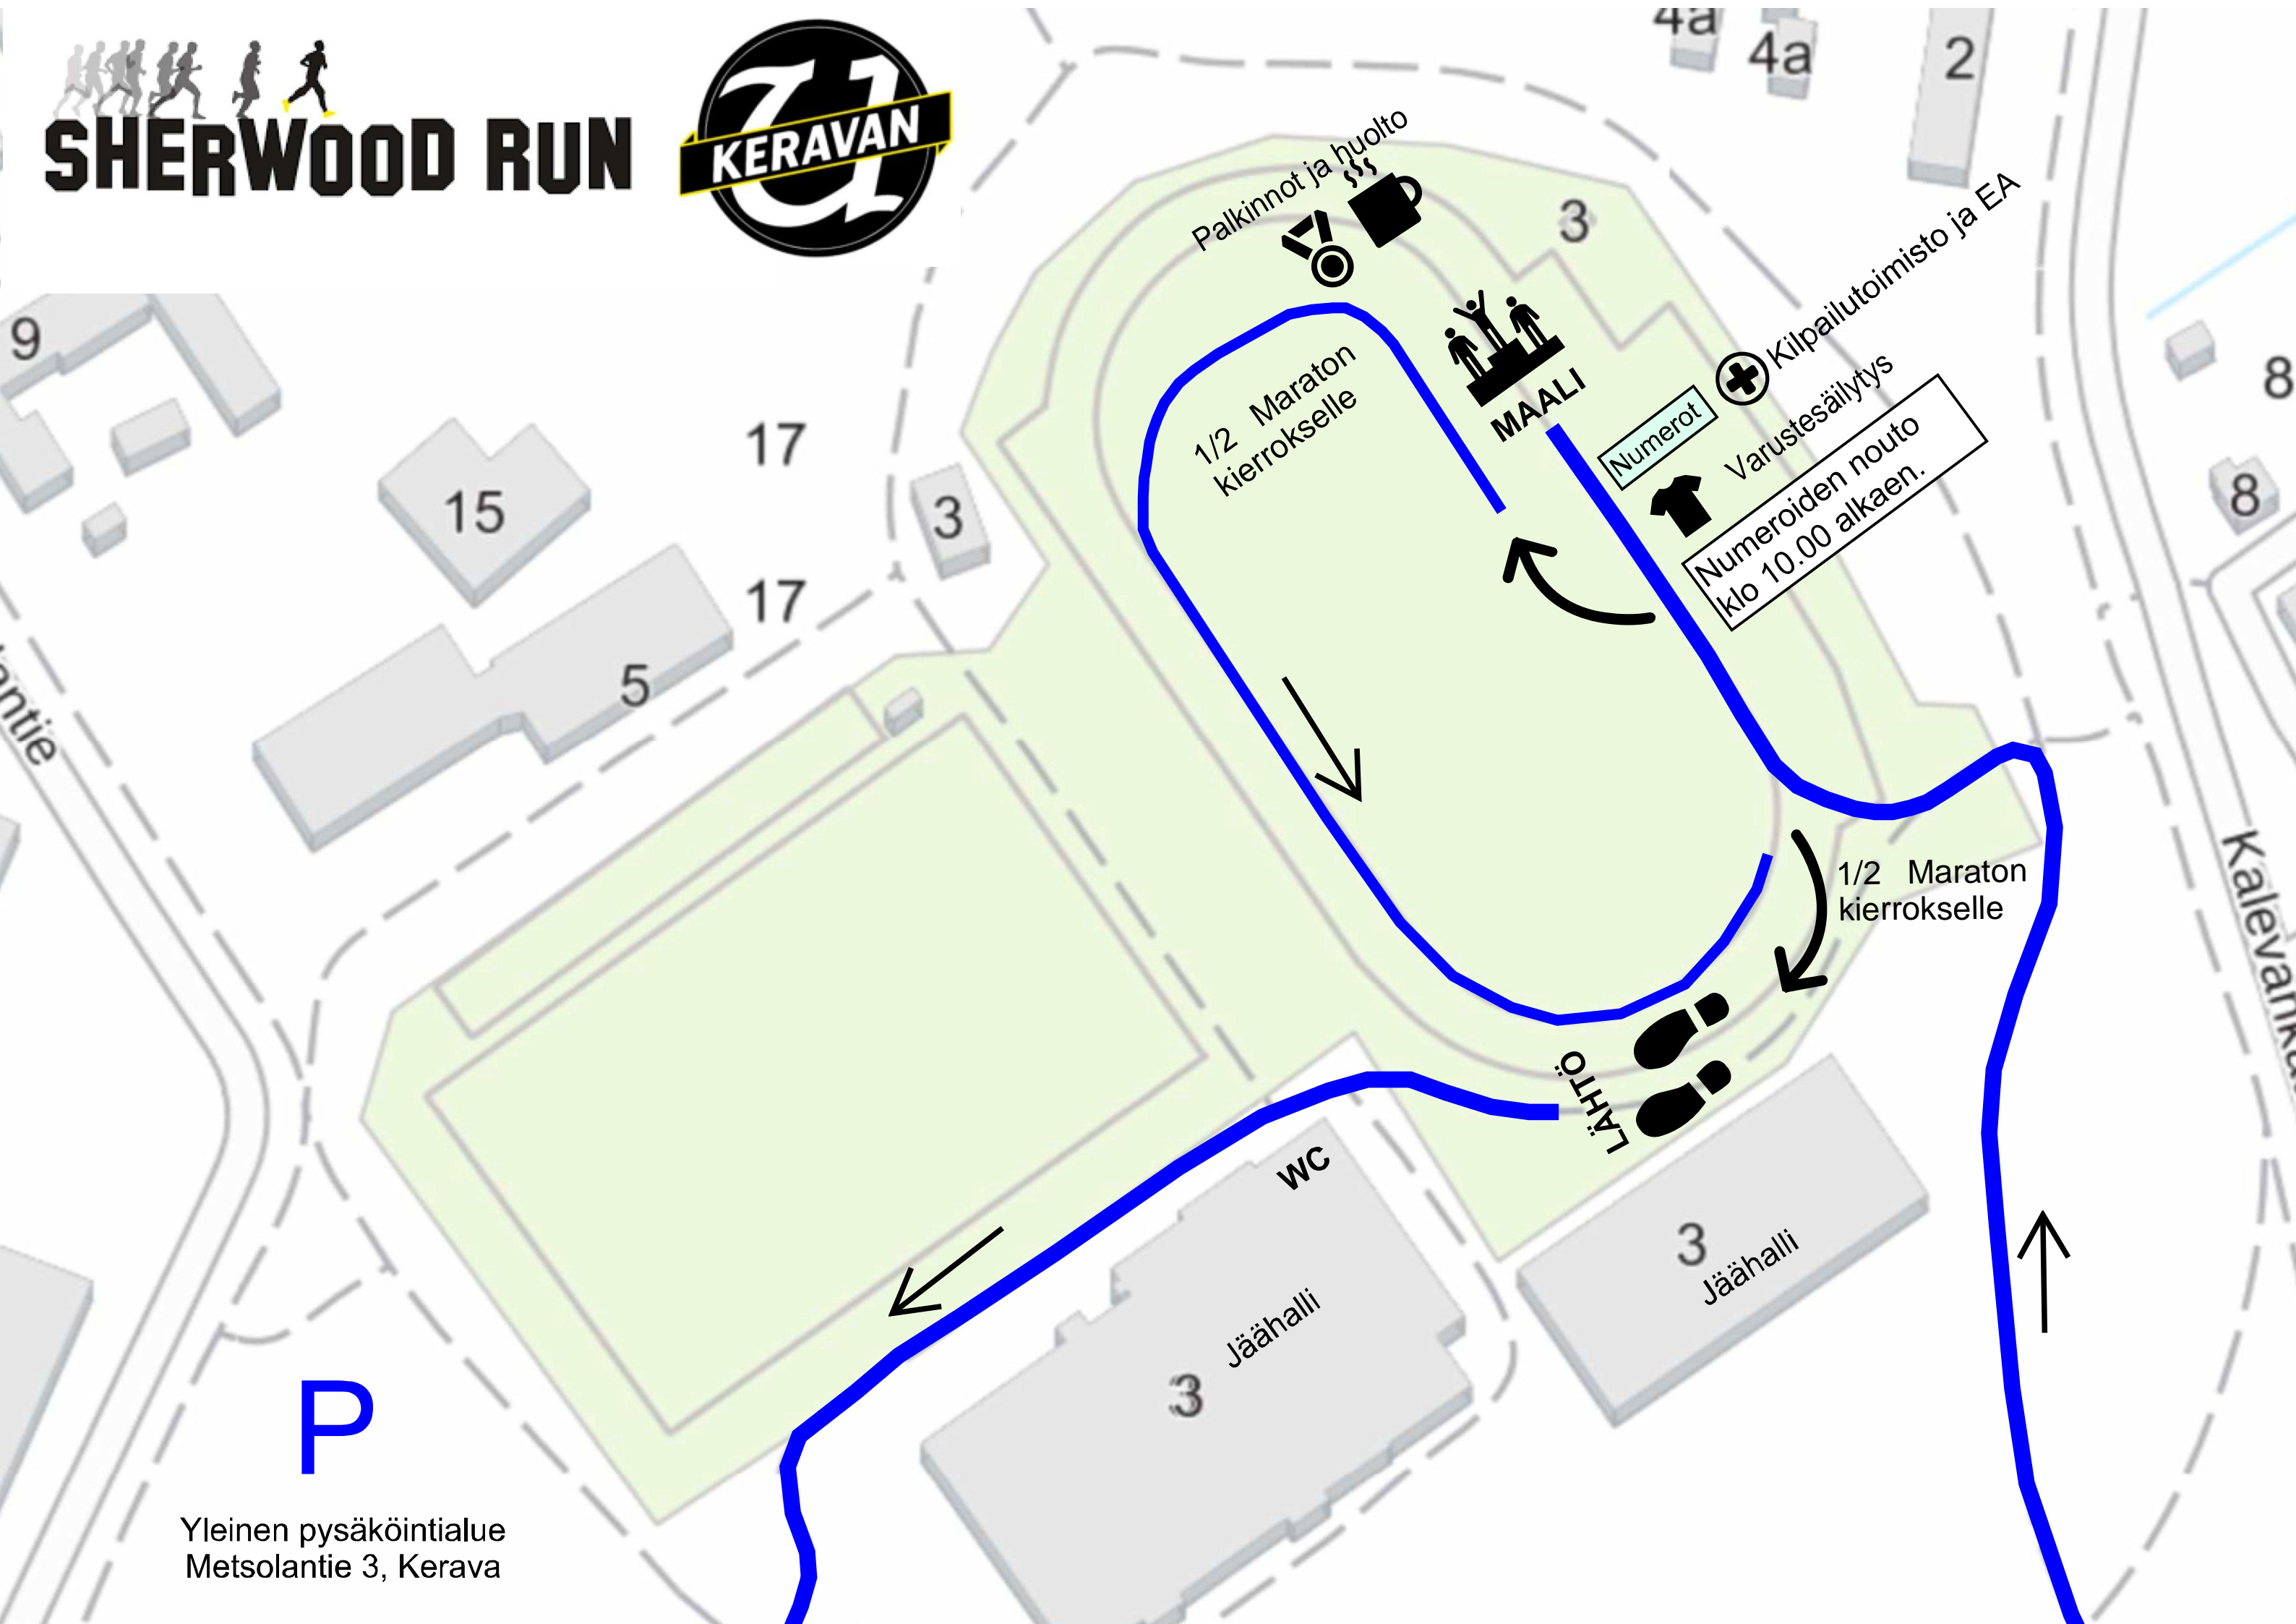 SHERWOOD RUN
KERAVAN
U
4a
4a
2
Palkinnot ja huolto
3
Kilpailutoimisto ja EA
9
1/2 Maraton
kierrokselle
MAALI
Numerot
Varustesäilytys
Numeroiden nouto
klo 10.00 alkaen.
8
8
17
15
3
17
5
antie
1/2 Maraton
kierrokselle
Kalevank
LÄHTÖ
WC
3
Jäähalli
3
Jäähalli
P
Yleinen pysäköintialue
Metsolantie 3, Kerava